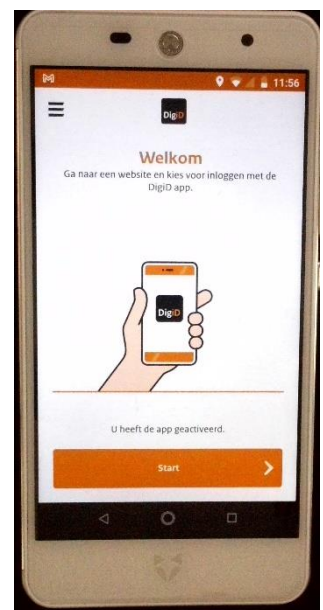 11:56
DigiD
Welkom
Ga naar een website en kies voor inloggen met de
DigiD app.
DigiD
U heeft de app geactiveerd.
Start